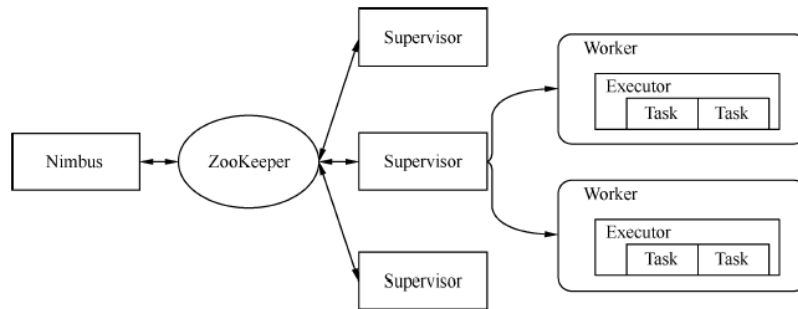 Nimbus
ZooKeeper
Supervisor
Supervisor
Supervisor
Worker
Executor
Task Task
Worker
Executor
Task Task